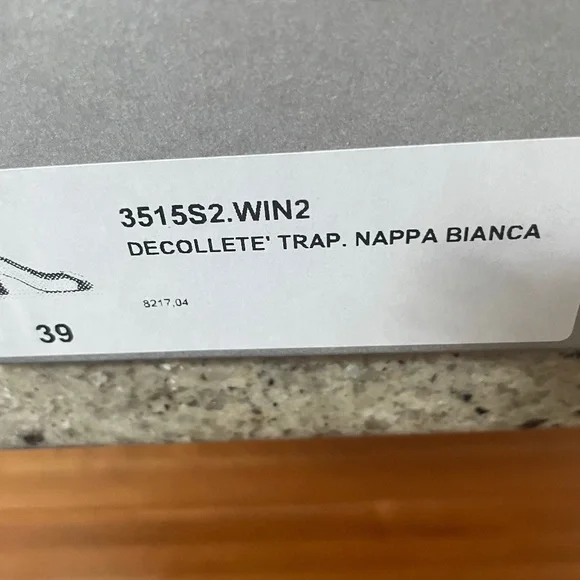 3515S2.WIN2
DECOLLETE' TRAP. NAPPA BIANCA
8217.04
39